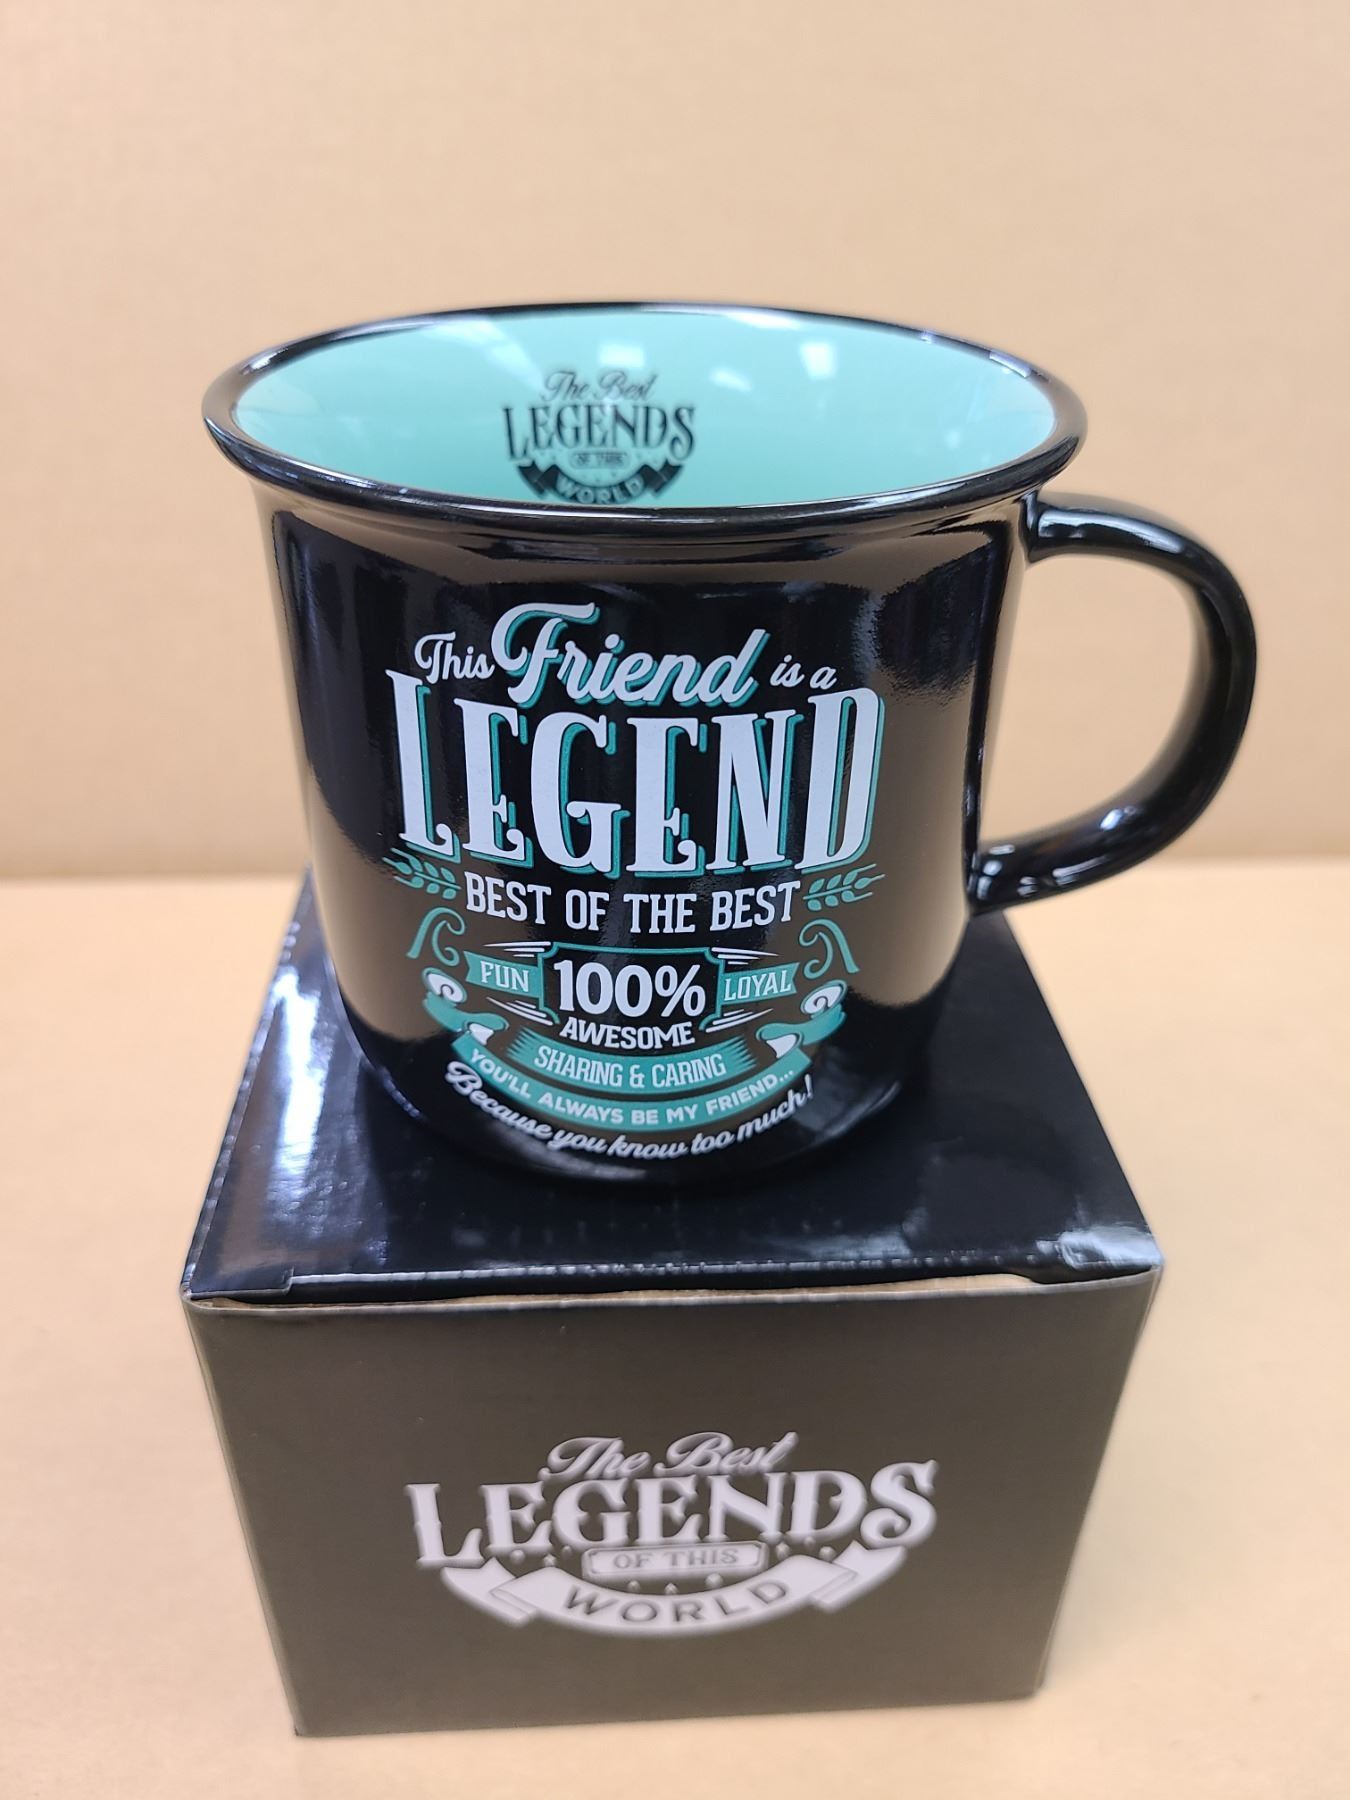 The Best
LEGENDS
OF THIS
WORLD
This Friend is a
LEGEND
BEST OF THE BEST
FUN 100% LOYAL
AWESOME
SHARING & CARING
YOU'LL ALWAYS BE MY FRIEND...
Because you know too much!
The Best
LEGENDS
OF THIS
WORLD